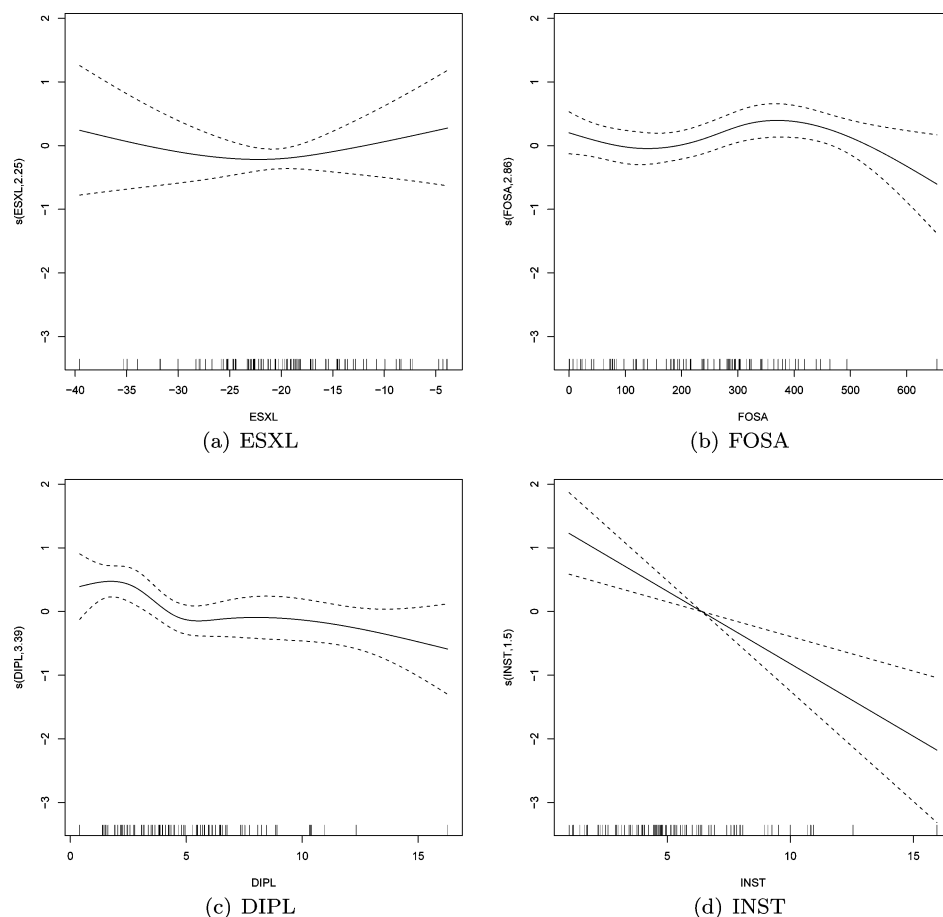 s(ESXL,2.25)
2
1
0
−1
−2
−3
−40 −35 −30 −25 −20 −15 −10 −5
ESXL
(a) ESXL
s(FOSA,2.86)
2
1
0
−1
−2
−3
0 100 200 300 400 500 600
FOSA
(b) FOSA
s(DIPL,3.39)
2
1
0
−1
−2
−3
0 5 10 15
DIPL
(c) DIPL
s(INST,1.5)
2
1
0
−1
−2
−3
5 10 15
INST
(d) INST